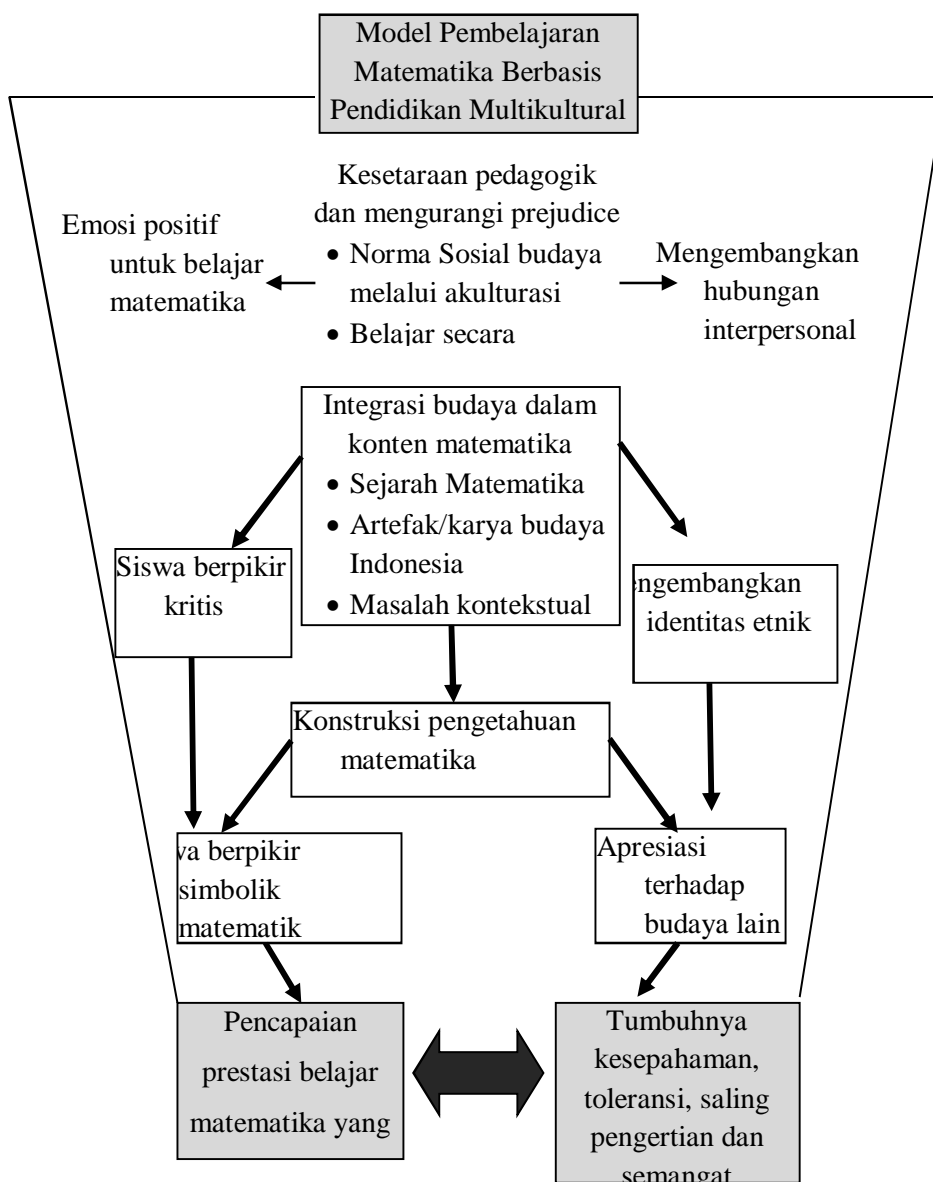 Model Pembelajaran
Matematika Berbasis
Pendidikan Multikultural
Kesetaraan pedagogik
dan mengurangi prejudice
• Norma Sosial budaya
melalui akulturasi
• Belajar secara
Emosi positif
untuk belajar
matematika
Mengembangkan
hubungan
interpersonal
Integrasi budaya dalam
konten matematika
• Sejarah Matematika
• Artefak/karya budaya
Indonesia
• Masalah kontekstual
Siswa berpikir
kritis
engembangkan
identitas etnik
Konstruksi pengetahuan
matematika
wa berpikir
simbolik
matematik
Apresiasi
terhadap
budaya lain
Pencapaian
prestasi belajar
matematika yang
Tumbuhnya
kesepahaman,
toleransi, saling
pengertian dan
semangat